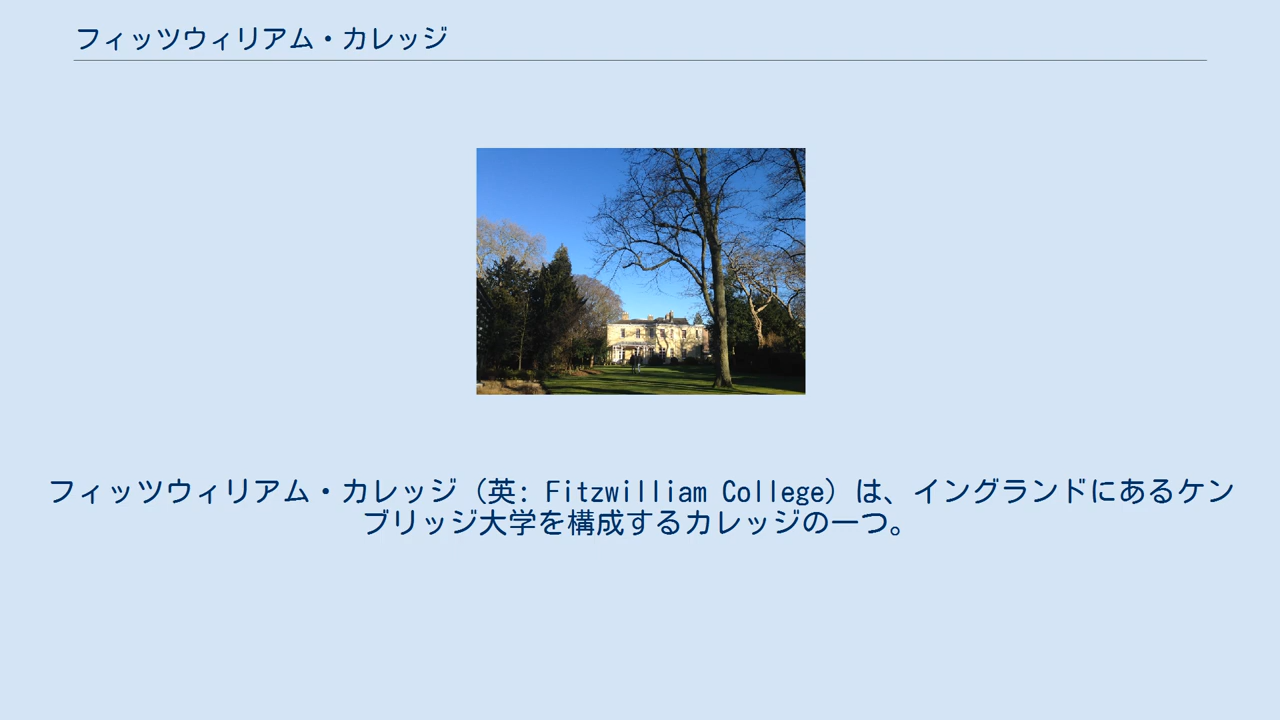 フィッツウィリアム・カレッジ
フィッツウィリアム・カレッジ（英: Fitzwilliam College）は、イングランドにあるケン
ブリッジ大学を構成するカレッジの一つ。